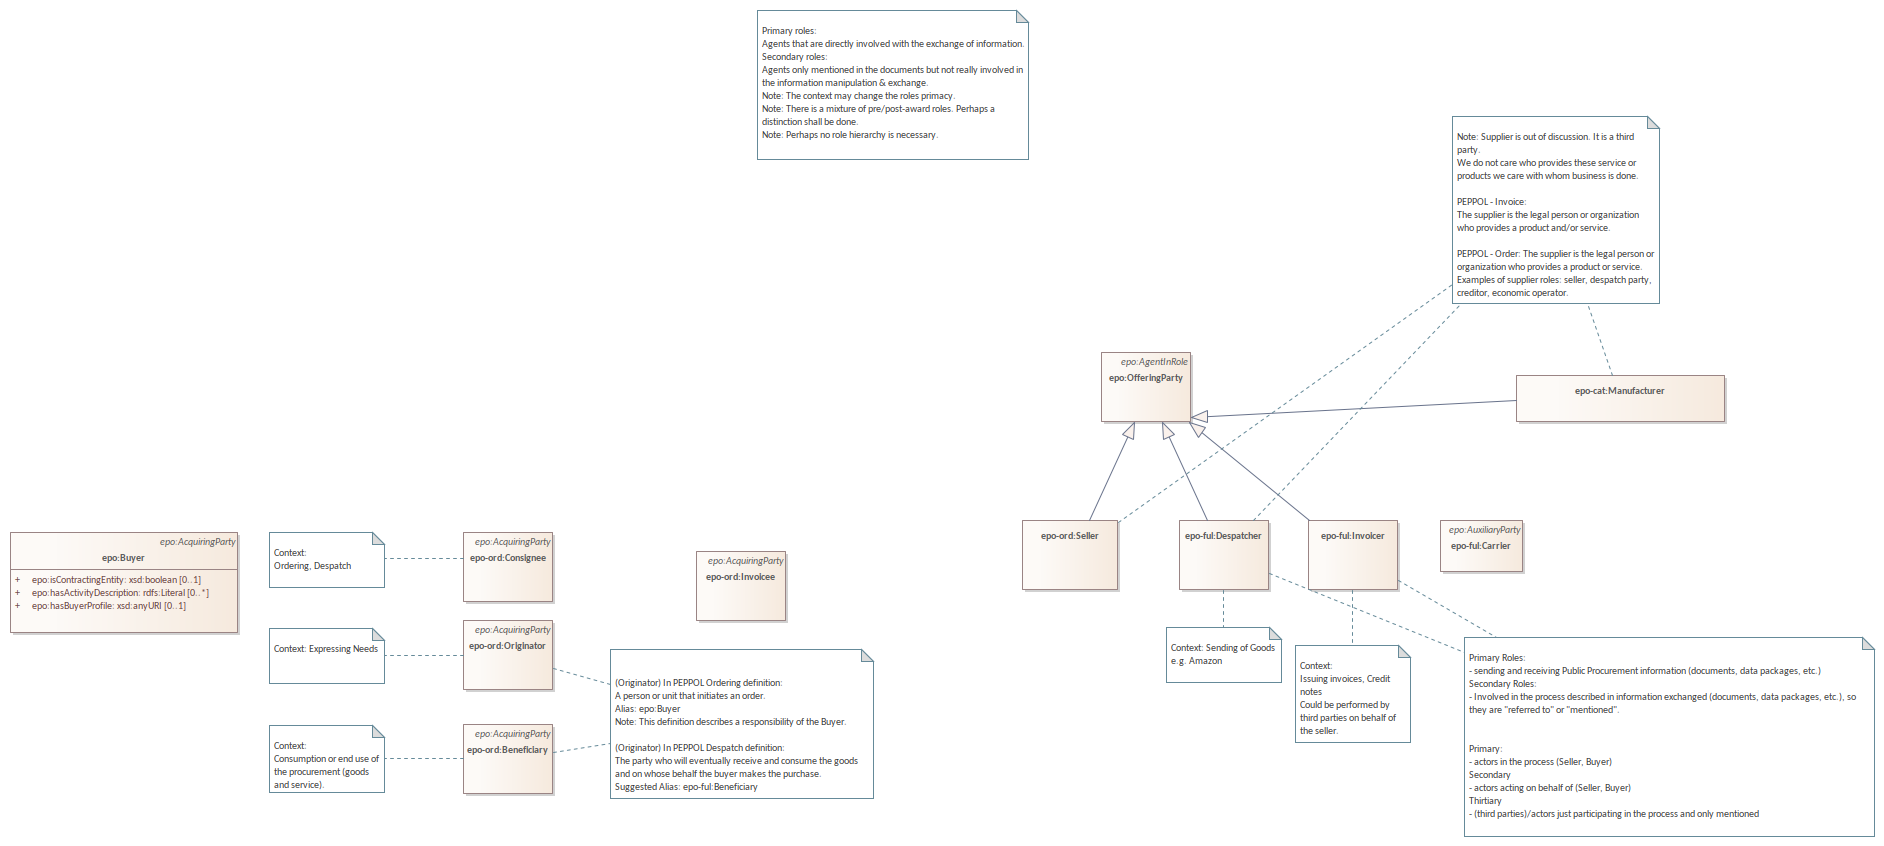 Primary roles:
Agents that are directly involved with the exchange of information.
Secondary roles:
Agents only mentioned in the documents but not really involved in
the information manipulation & exchange.
Note: The context may change the roles primacy.
Note: There is a mixture of pre/post-award roles. Perhaps a
distinction shall be done.
Note: Perhaps no role hierarchy is necessary.
Note: Supplier is out of discussion. It is a third
party.
We do not care who provides these service or
products we care with whom business is done.
PEPPOL - Invoice:
The supplier is the legal person or organization
who provides a product and/or service.
PEPPOL - Order: The supplier is the legal person or
organization who provides a product or service.
Examples of supplier roles: seller, despatch party,
creditor, economic operator.
epo:AgentInRole
epo:OfferingParty
epo-cat:Manufacturer
epo:AcquiringParty
epo:Buyer
+ epo:isContractingEntity: xsd:boolean [0..1]
+ epo:hasActivityDescription: rdfs:Literal [0..*]
+ epo:hasBuyerProfile: xsd:anyURI [0..1]
Context:
Ordering, Despatch
epo:AcquiringParty
epo-ord:Consignee
epo:AcquiringParty
epo-ord:Invoicee
epo-ord:Seller
epo-ful:Despatcher
epo-ful:Invoicer
epo:AuxiliaryParty
epo-ful:Carrier
Context: Expressing Needs
epo:AcquiringParty
epo-ord:Originator
(Originator) In PEPPOL Ordering definition:
A person or unit that initiates an order.
Alias: epo:Buyer
Note: This definition describes a responsibility of the Buyer.
(Originator) In PEPPOL Despatch definition:
The party who will eventually receive and consume the goods
and on whose behalf the buyer makes the purchase.
Suggested Alias: epo-ful:Beneficiary
Context:
Consumption or end use of
the procurement (goods
and service).
epo:AcquiringParty
epo-ord:Beneficiary
Context: Sending of Goods
e.g. Amazon
Context:
Issuing invoices, Credit
notes
Could be performed by
third parties on behalf of
the seller.
Primary Roles:
- sending and receiving Public Procurement information (documents, data packages, etc.)
Secondary Roles:
- Involved in the process described in information exchanged (documents, data packages, etc.), so
they are "referred to" or "mentioned".
Primary:
- actors in the process (Seller, Buyer)
Secondary
- actors acting on behalf of (Seller, Buyer)
Thirtiary
- (third parties)/actors just participating in the process and only mentioned